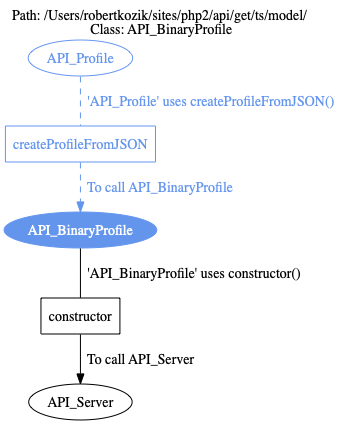 Path: /Users/robertkozik/sites/php2/api/get/ts/model/
Class: API_BinaryProfile
API_Profile
'API_Profile' uses createProfileFromJSON()
createProfileFromJSON
To call API_BinaryProfile
API_BinaryProfile
'API_BinaryProfile' uses constructor()
constructor
To call API_Server
API_Server